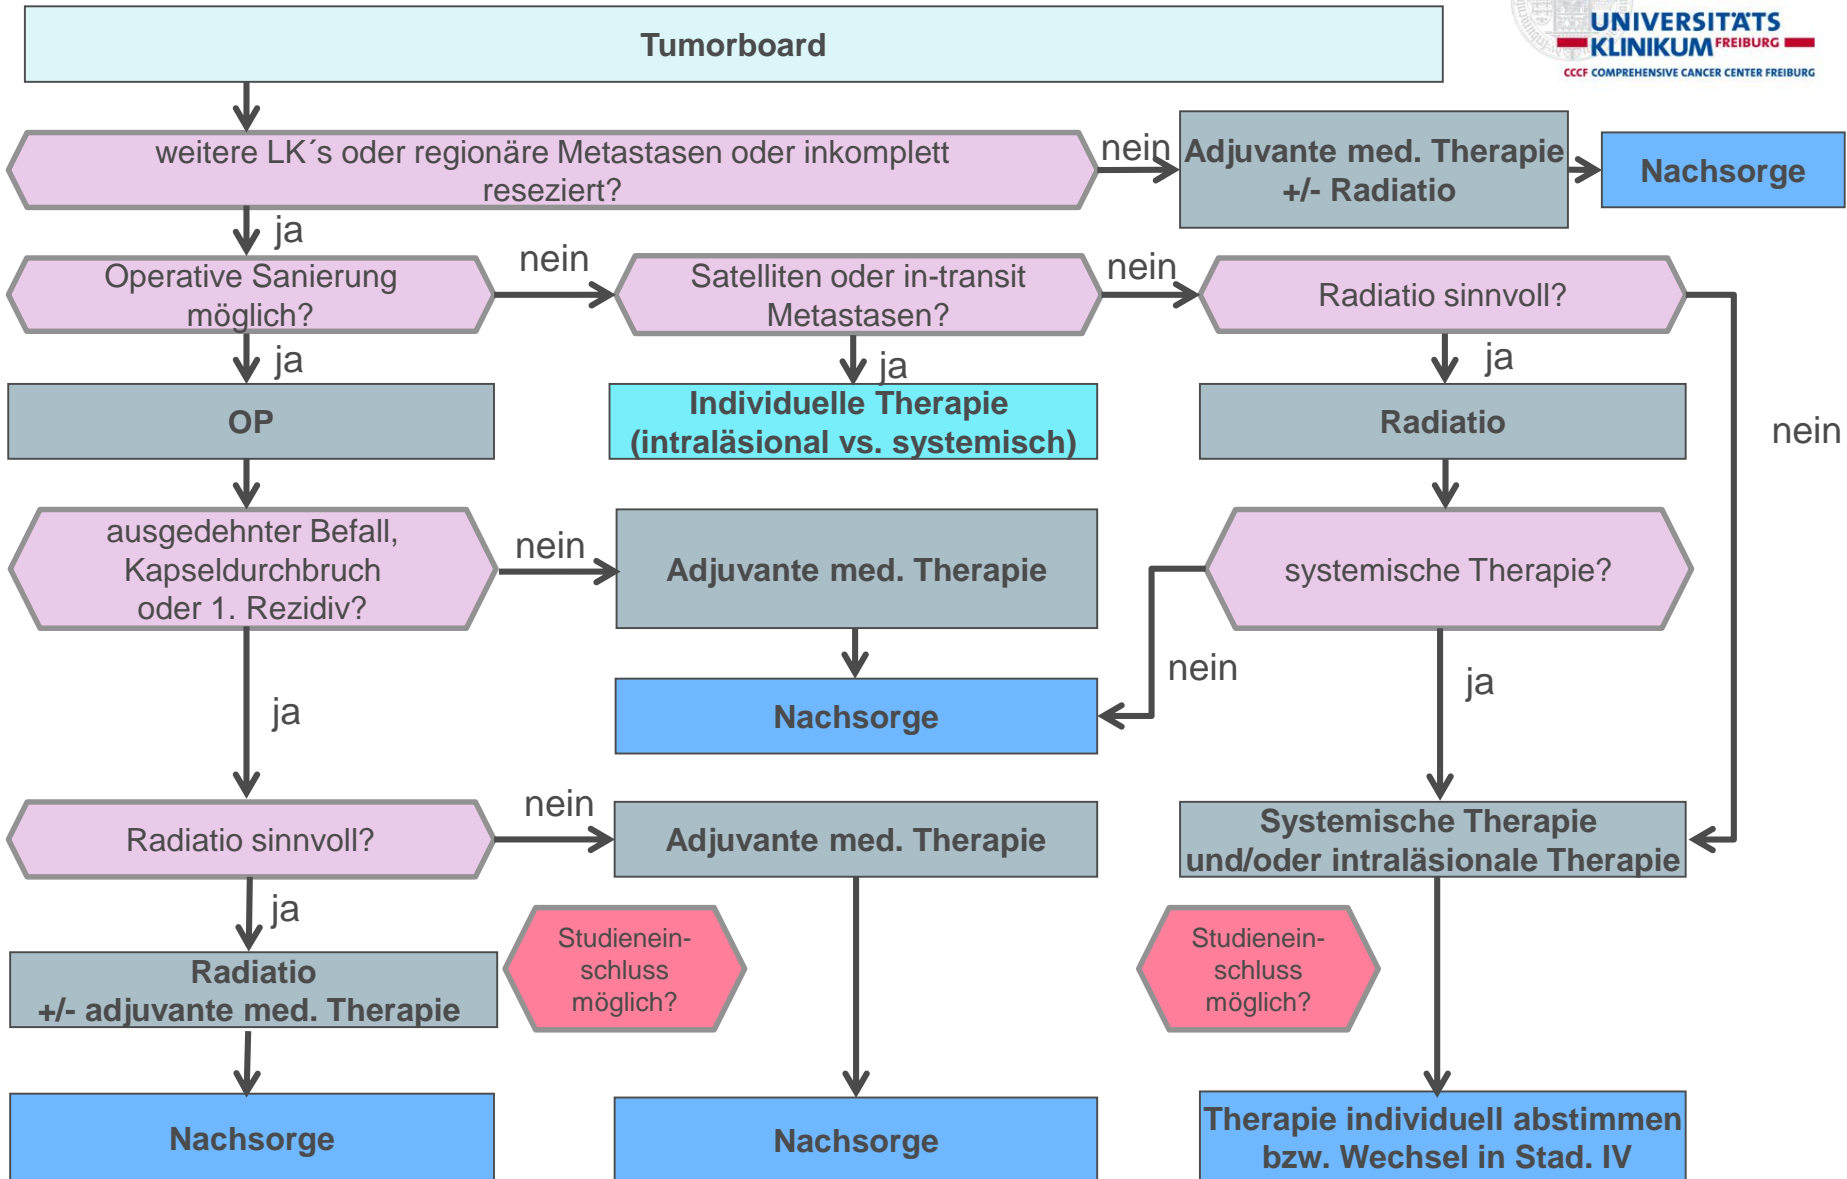 Tumorboard
UNIVERSITÄTS
KLINIKUM FREIBURG
CCCF COMPREHENSIVE CANCER CENTER FREIBURG
weitere LK´s oder regionäre Metastasen oder inkomplett
reseziert?
nein
Adjuvante med. Therapie
+/- Radiatio
Nachsorge
ja
Operative Sanierung
möglich?
nein
Satelliten oder in-transit
Metastasen?
nein
Radiatio sinnvoll?
ja
ja
ja
nein
OP
Individuelle Therapie
(intraläsional vs. systemisch)
Radiatio
ausgedehnter Befall,
Kapseldurchbruch
oder 1. Rezidiv?
nein
Adjuvante med. Therapie
systemische Therapie?
nein
ja
ja
Nachsorge
Radiatio sinnvoll?
nein
Adjuvante med. Therapie
Systemische Therapie
und/oder intraläsionale Therapie
ja
Studienein-
schluss
möglich?
Studienein-
schluss
möglich?
Radiatio
+/- adjuvante med. Therapie
Nachsorge
Nachsorge
Therapie individuell abstimmen
bzw. Wechsel in Stad. IV